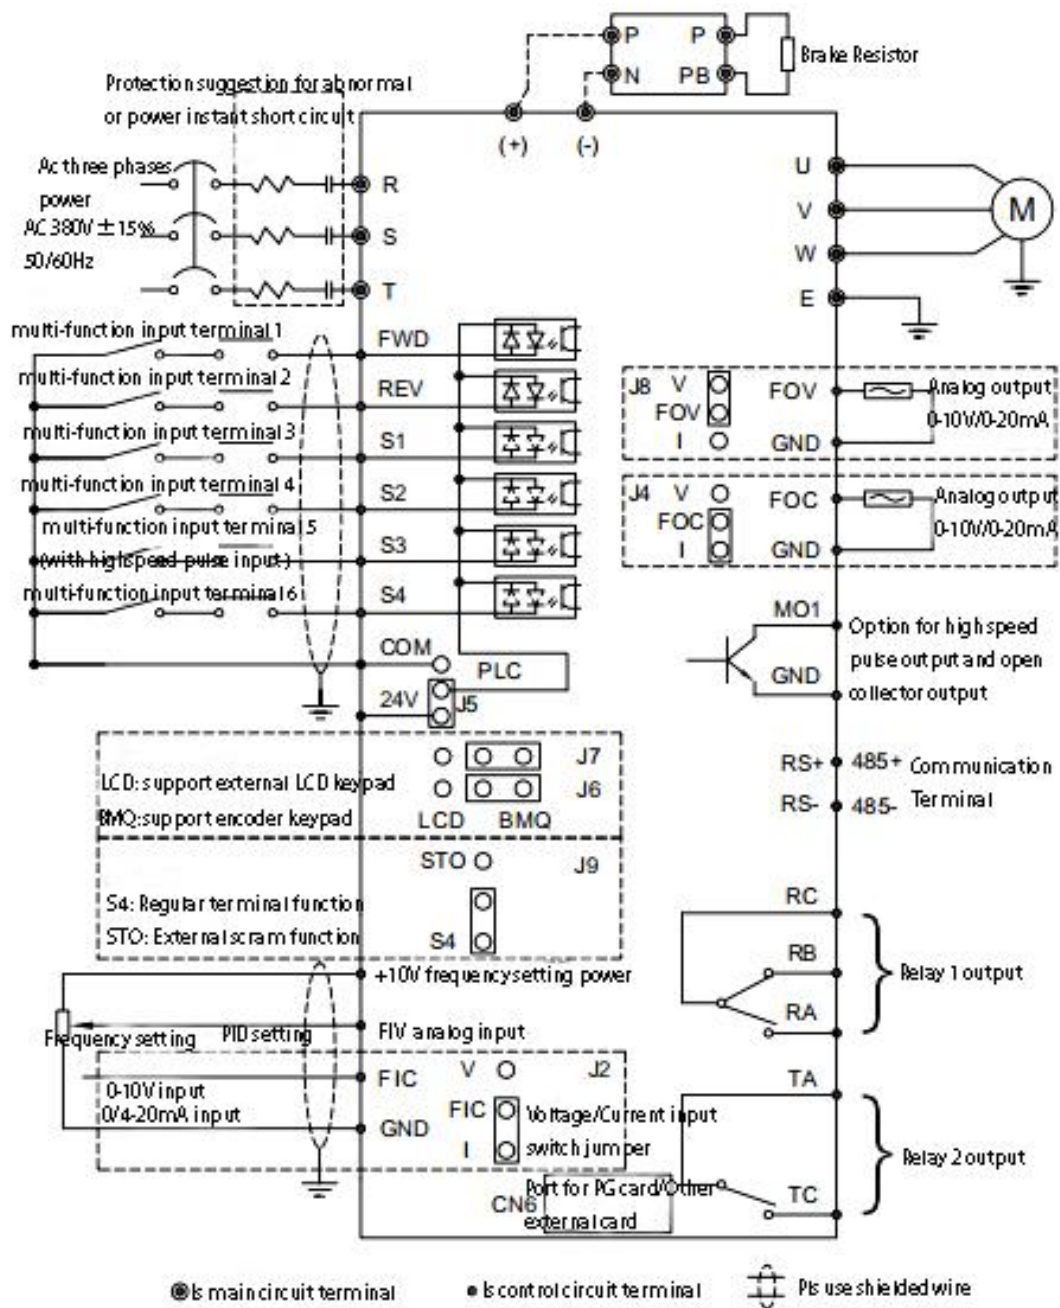 P P
N PB
Brake Resistor
Protection suggestion for abnormal
or power instant short circuit
(+) (-)
Ac three phases
power
AC 380V ± 15%
50/60Hz
R
S
T
U
V
W
E
M
multi-function input terminal 1
FWD
multi-function input terminal 2
REV
multi-function input terminal 3
S1
multi-function input terminal 4
S2
multi-function input terminal 5
(with high speed pulse input)
S3
multi-function input terminal 6
S4
COM
PLC
24V
J5
J8 V
FOV
I
FOV
GND
Analog output
0-10V/0-20mA
J4 V
FOC
I
FOC
GND
Analog output
0-10V/0-20mA
MO1
GND
Option for high speed
pulse output and open
collector output
J7
LCD: support external LCD keypad
J6
BMQ: support encoder keypad
LCD BMQ
RS+ 485+
RS- 485-
Communication
Terminal
STO
J9
S4: Regular terminal function
STO: External scram function
S4
RC
RB
RA
Relay 1 output
+10V frequency setting power
Frequency setting
PID setting
FIV analog input
0-10V input
0/4-20mA input
FIC
GND
V
J2
FIC
I
Voltage/Current input
switch jumper
TA
TC
Relay 2 output
CN6
Port for PG card/Other
external card
Is main circuit terminal
Is control circuit terminal
Pls use shielded wire